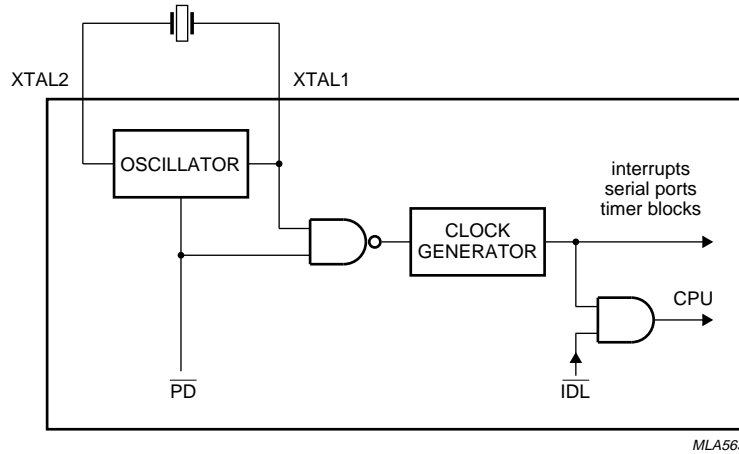 XTAL2
XTAL1
OSCILLATOR
interrupts
serial ports
timer blocks
CLOCK
GENERATOR
CPU
PD
IDL